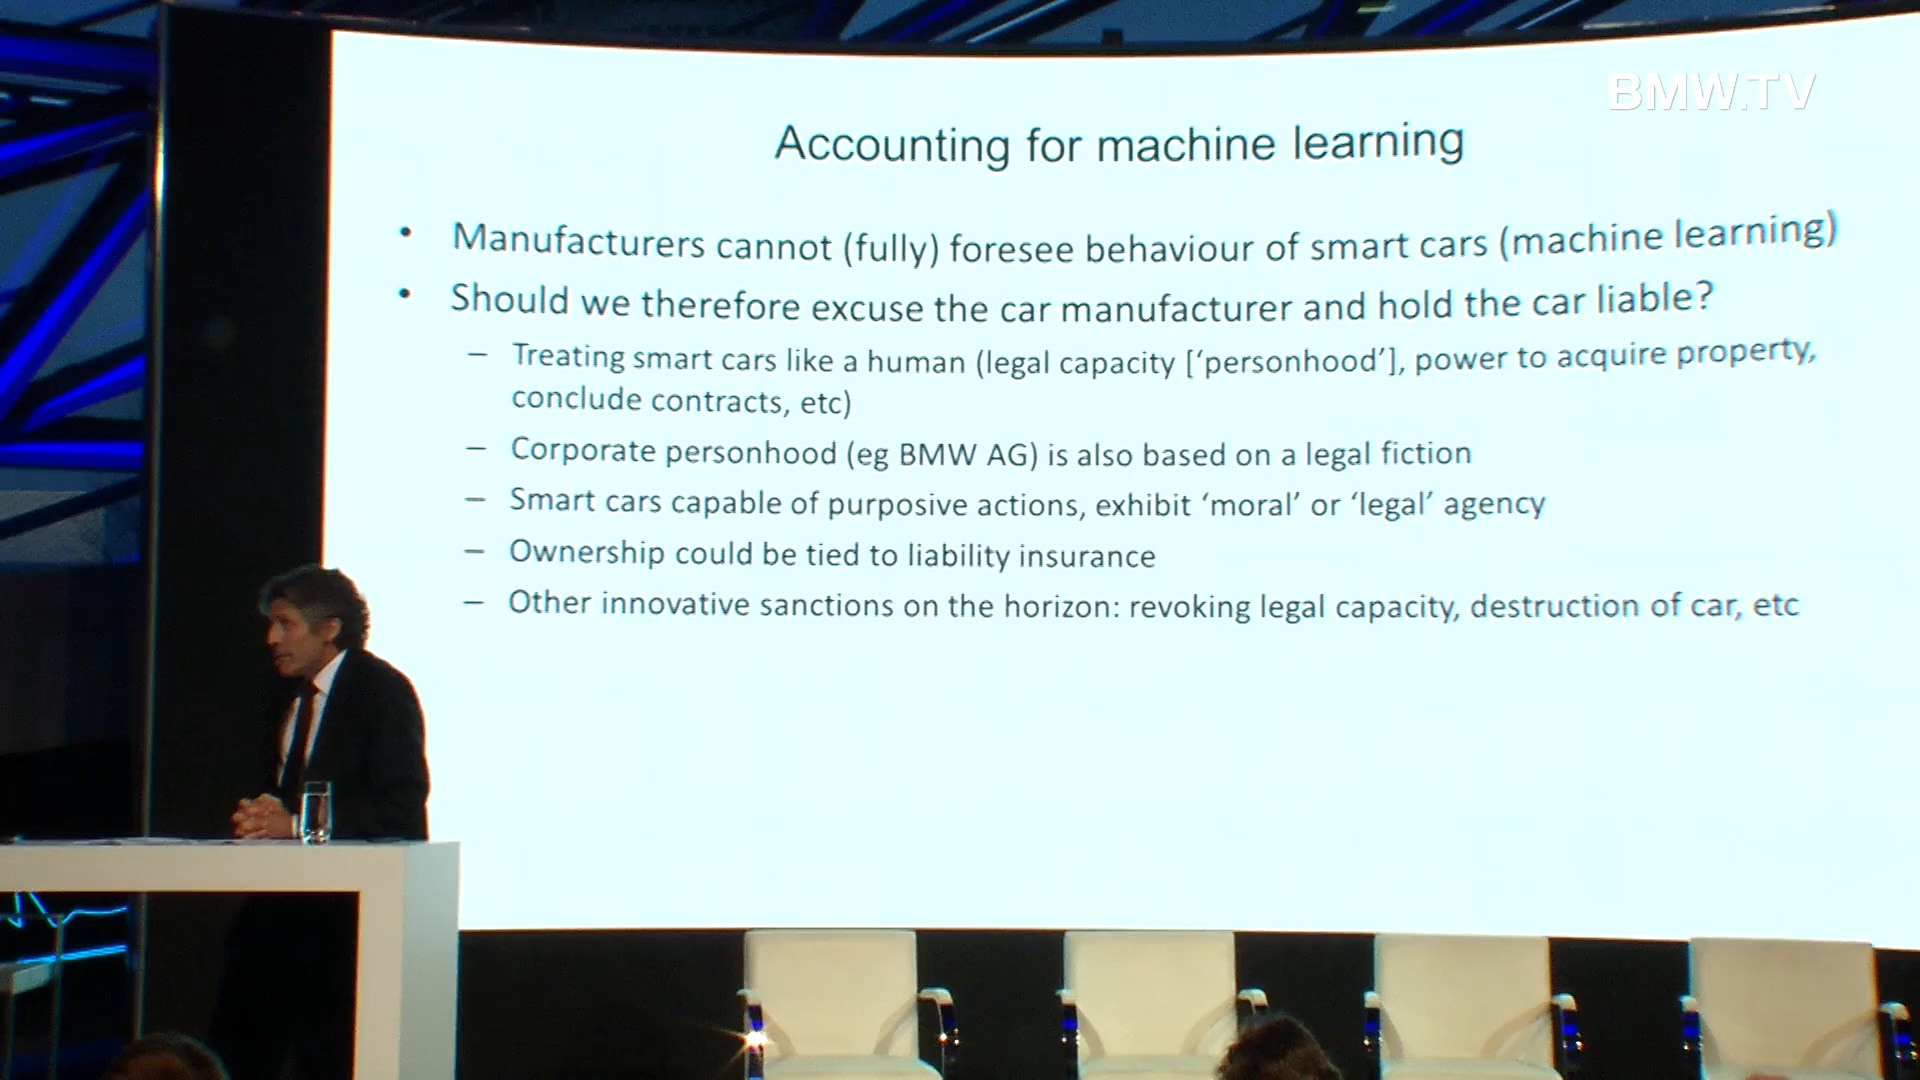 BMW.TV
Accounting for machine learning
• Manufacturers cannot (fully) foresee behaviour of smart cars (machine learning)
• Should we therefore excuse the car manufacturer and hold the car liable?
– Treating smart cars like a human (legal capacity [‘personhood’], power to acquire property,
conclude contracts, etc)
– Corporate personhood (eg BMW AG) is also based on a legal fiction
– Smart cars capable of purposive actions, exhibit ‘moral’ or ‘legal’ agency
– Ownership could be tied to liability insurance
– Other innovative sanctions on the horizon: revoking legal capacity, destruction of car, etc